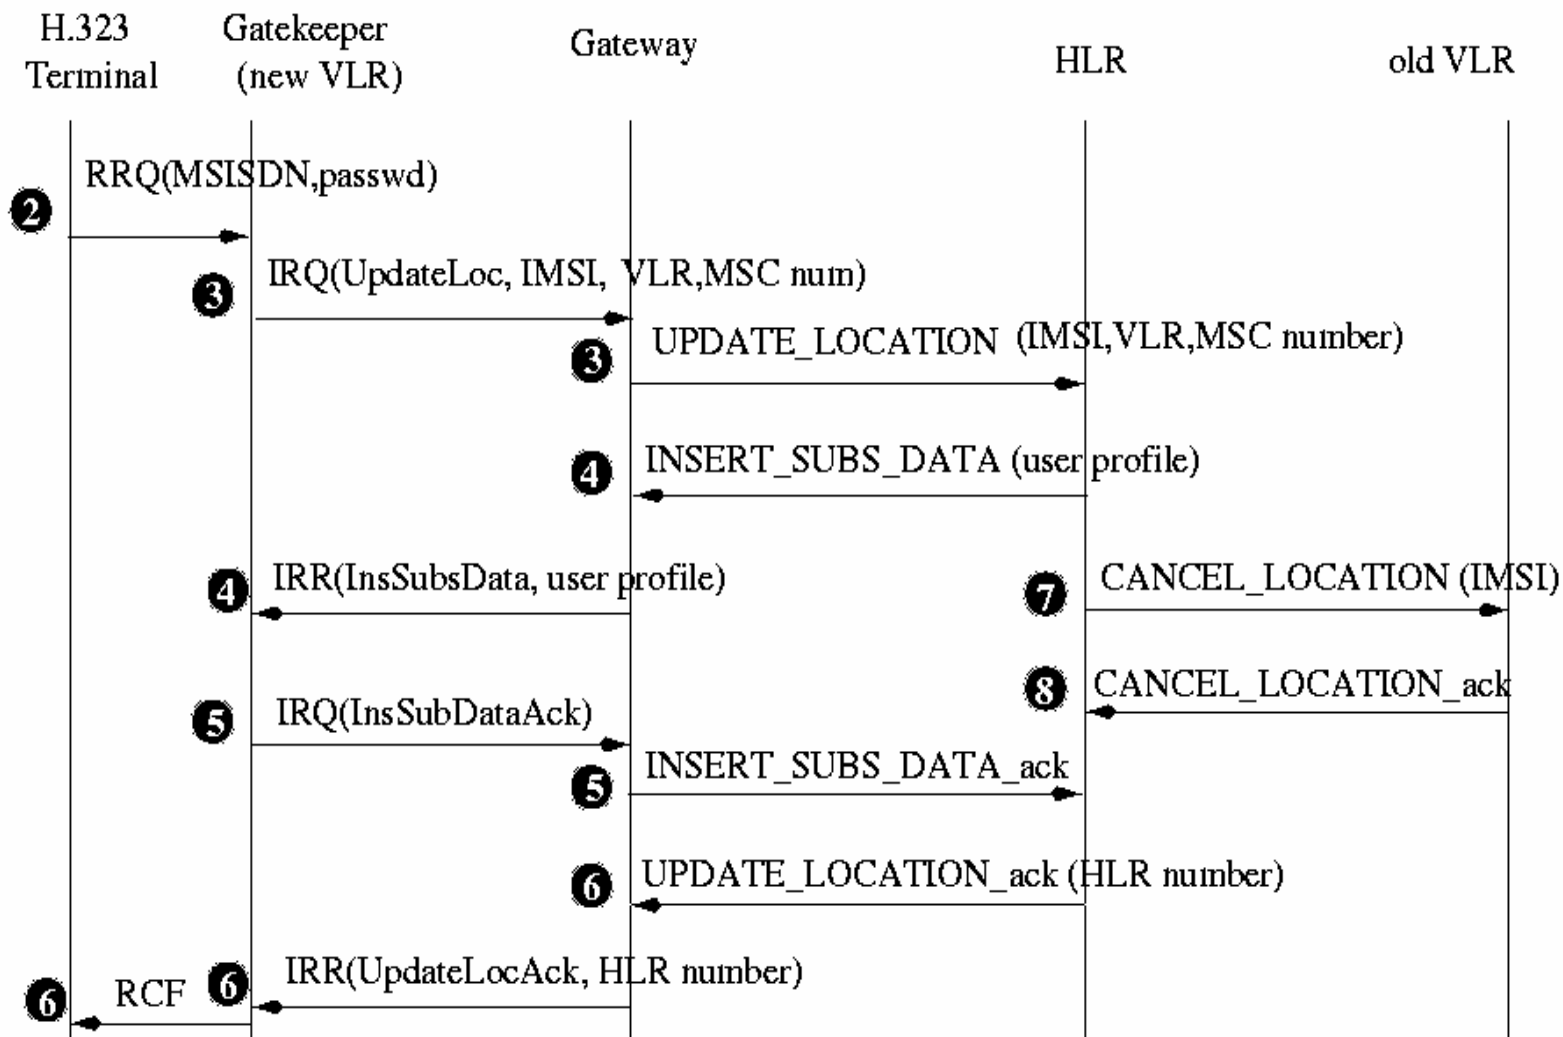 H.323
Terminal
Gatekeeper
(new VLR)
Gateway
HLR
old VLR
RRQ(MSISDN,passwd)
2
IRQ(UpdateLoc, IMSI, VLR,MSC num)
3
UPDATE_LOCATION (IMSI,VLR,MSC number)
3
INSERT_SUBS_DATA (user profile)
4
IRR(InsSubsData, user profile)
4
CANCEL_LOCATION (IMSI)
7
CANCEL_LOCATION_ack
8
IRQ(InsSubDataAck)
5
INSERT_SUBS_DATA_ack
5
UPDATE_LOCATION_ack (HLR number)
6
IRR(UpdateLocAck, HLR number)
6
RCF
6